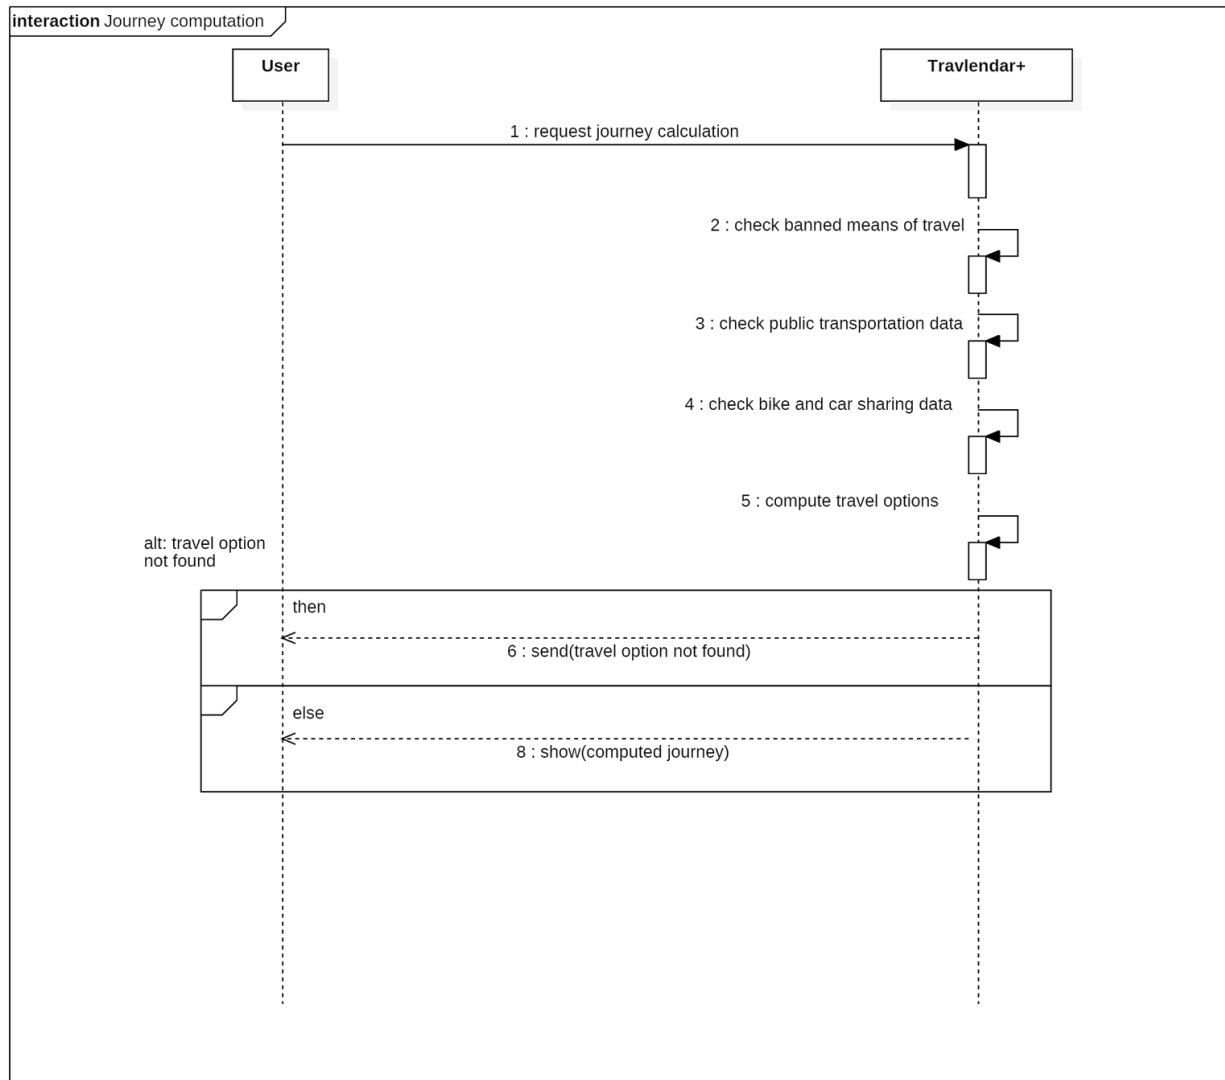 interaction Journey computation
User
Travlendar+
1 : request journey calculation
2 : check banned means of travel
3 : check public transportation data
4 : check bike and car sharing data
5 : compute travel options
alt: travel option
not found
then
6 : send(travel option not found)
else
8 : show(computed journey)